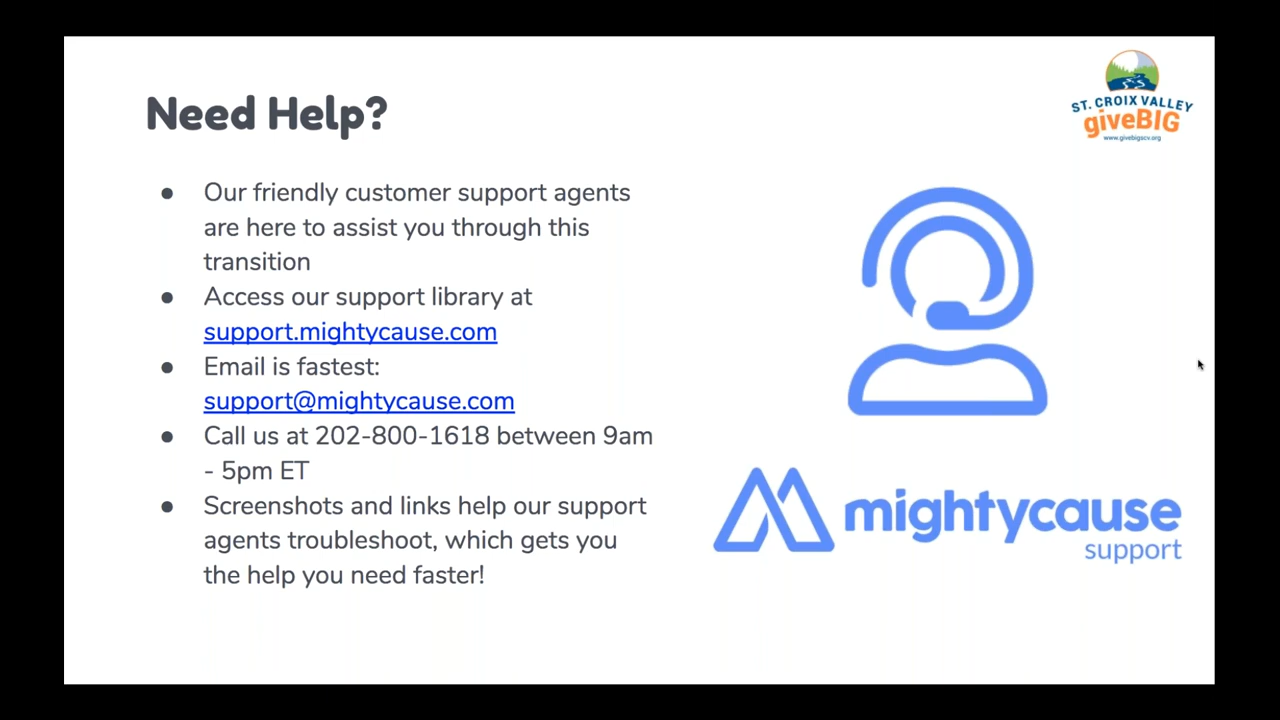 Need Help?
ST. CROIX VALLEY
giveBIG
www.givebigscv.org
● Our friendly customer support agents
are here to assist you through this
transition
● Access our support library at
support.mightycause.com
● Email is fastest:
support@mightycause.com
● Call us at 202-800-1618 between 9am
- 5pm ET
● Screenshots and links help our support
agents troubleshoot, which gets you
the help you need faster!
mightycause
support